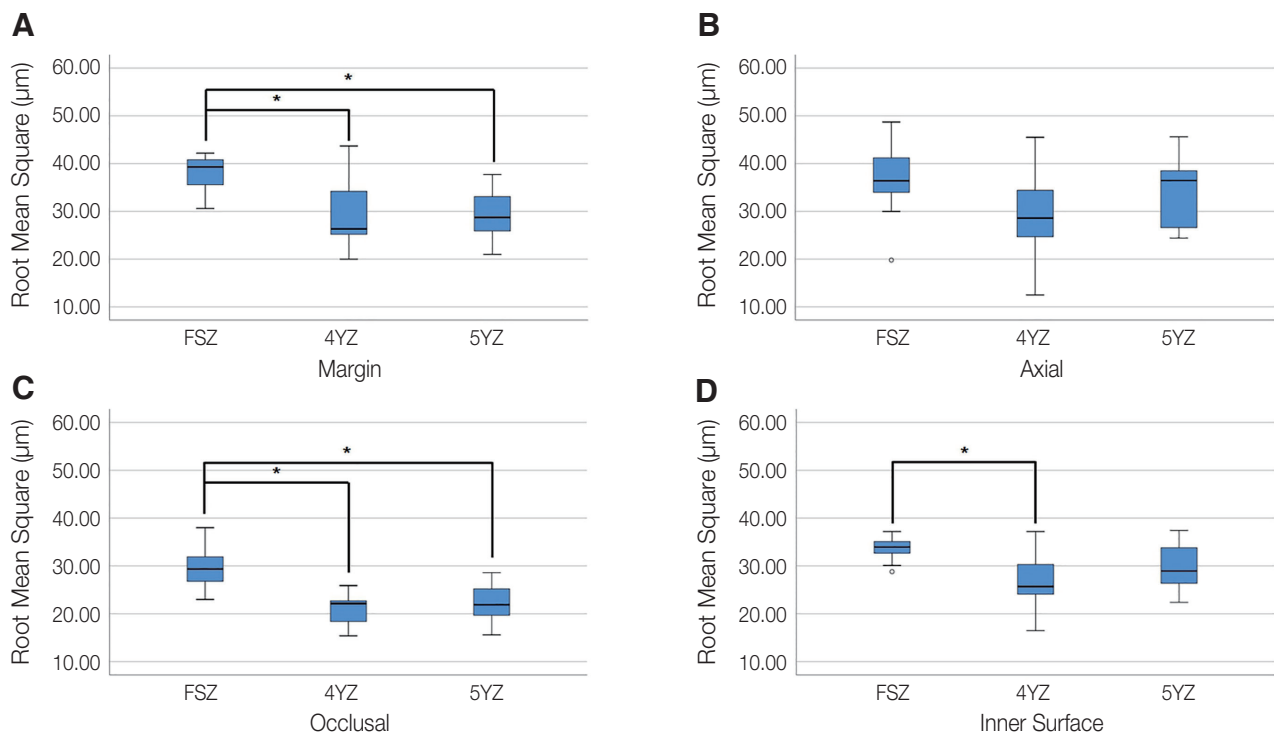 A
Root Mean Square (µm)
60.00
50.00
40.00
30.00
20.00
10.00
*
*
FSZ 4YZ 5YZ
Margin
B
Root Mean Square (µm)
60.00
50.00
40.00
30.00
20.00
10.00
FSZ 4YZ 5YZ
Axial
C
Root Mean Square (µm)
60.00
50.00
40.00
30.00
20.00
10.00
*
*
FSZ 4YZ 5YZ
Occlusal
D
Root Mean Square (µm)
60.00
50.00
40.00
30.00
20.00
10.00
*
FSZ 4YZ 5YZ
Inner Surface